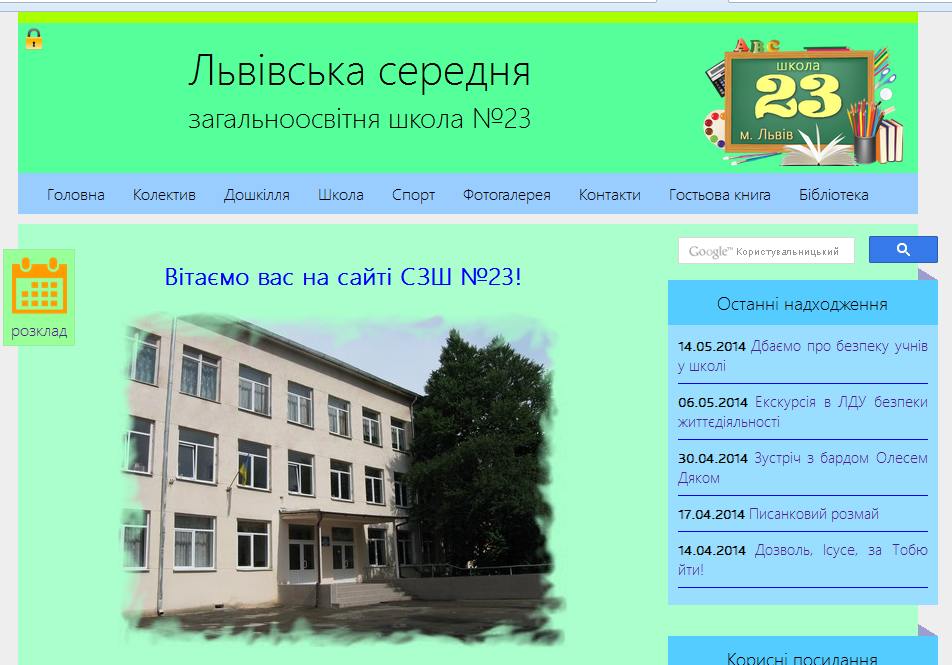 Львівська середня
загальноосвітня школа №23
ABC
школа
23
м. Львів
Головна Колектив Дошкілля Школа Спорт Фотогалерея Контакти Гостьова книга Бібліотека
розклад
Вітаємо вас на сайті СЗШ №23!
Google™ Користувальницький
Останні надходження
14.05.2014 Дбаємо про безпеку учнів
у школі
06.05.2014 Екскурсія в ЛДУ безпеки
життєдіяльності
30.04.2014 Зустріч з бардом Олесем
Дяком
17.04.2014 Писанковий розмай
14.04.2014 Дозволь, Ісусе, за Тобою
йти!
Корисні посилання